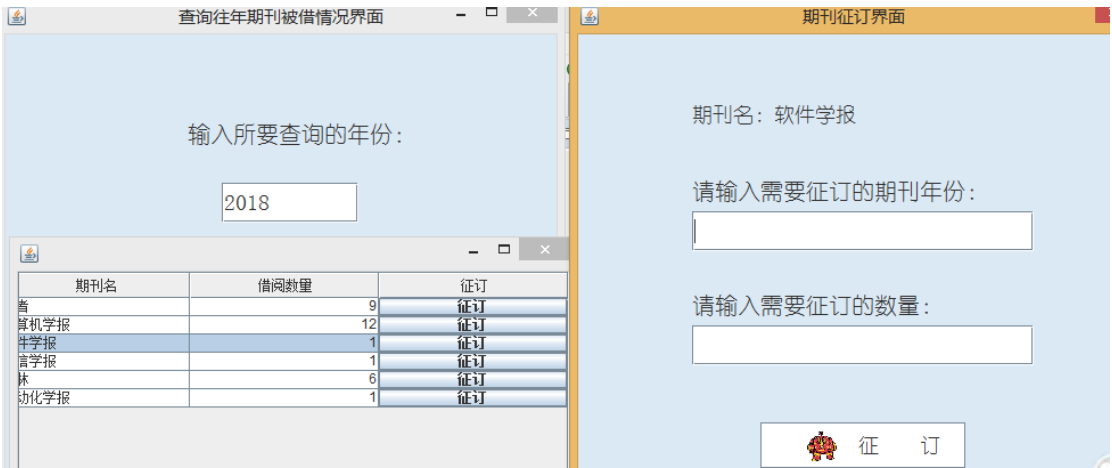 查询往年期刊被借情况界面
输入所要查询的年份：
2018
期刊名 借阅数量 征订
者 9 征订
算机学报 12 征订
件学报 1 征订
信学报 1 征订
林 6 征订
动化学报 1 征订
期刊征订界面
期刊名：软件学报
请输入需要征订的期刊年份：
请输入需要征订的数量：
征 订